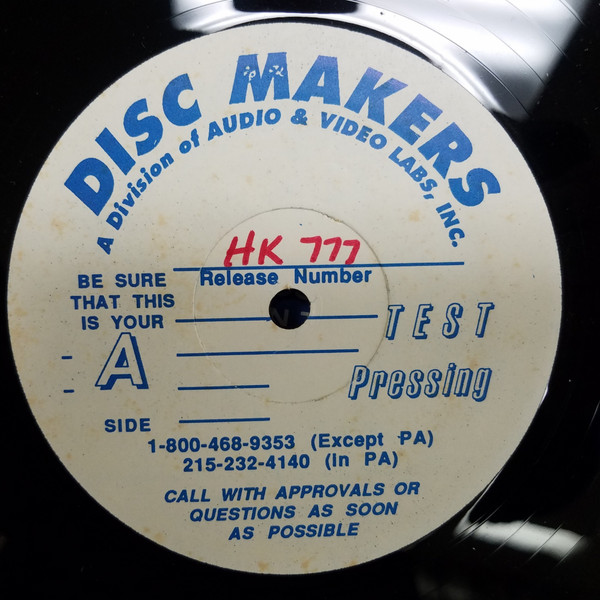 DISC MAKERS
A Division of AUDIO & VIDEO LABS, INC.
HK 777
Release Number
BE SURE
THAT THIS
IS YOUR
A
SIDE
TEST
Pressing
1-800-468-9353 (Except PA)
215-232-4140 (In PA)
CALL WITH APPROVALS OR
QUESTIONS AS SOON
AS POSSIBLE